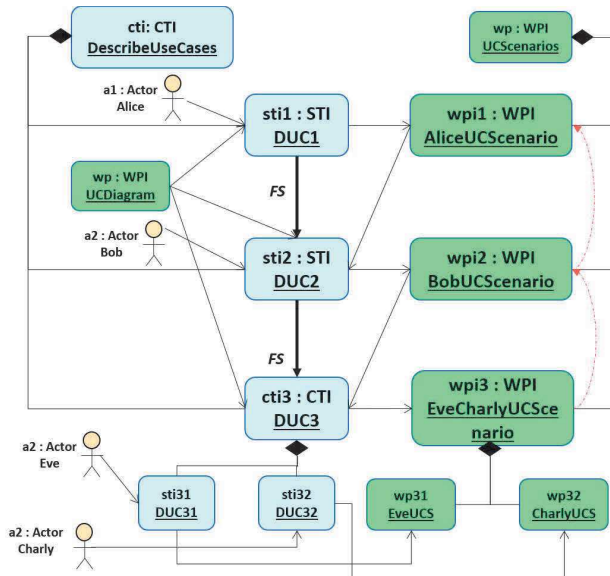 cti: CTI
DescribeUseCases
wp : WPI
UCScenarios
a1 : Actor
Alice
sti1 : STI
DUC1
wpi1 : WPI
AliceUCScenario
wp : WPI
UCDiagram
FS
a2 : Actor
Bob
sti2 : STI
DUC2
wpi2 : WPI
BobUCScenario
FS
cti3 : CTI
DUC3
wpi3 : WPI
EveCharlyUCSce
nario
a2 : Actor
Eve
sti31
DUC31
sti32
DUC32
wp31
EveUCS
wp32
CharlyUCS
a2 : Actor
Charly